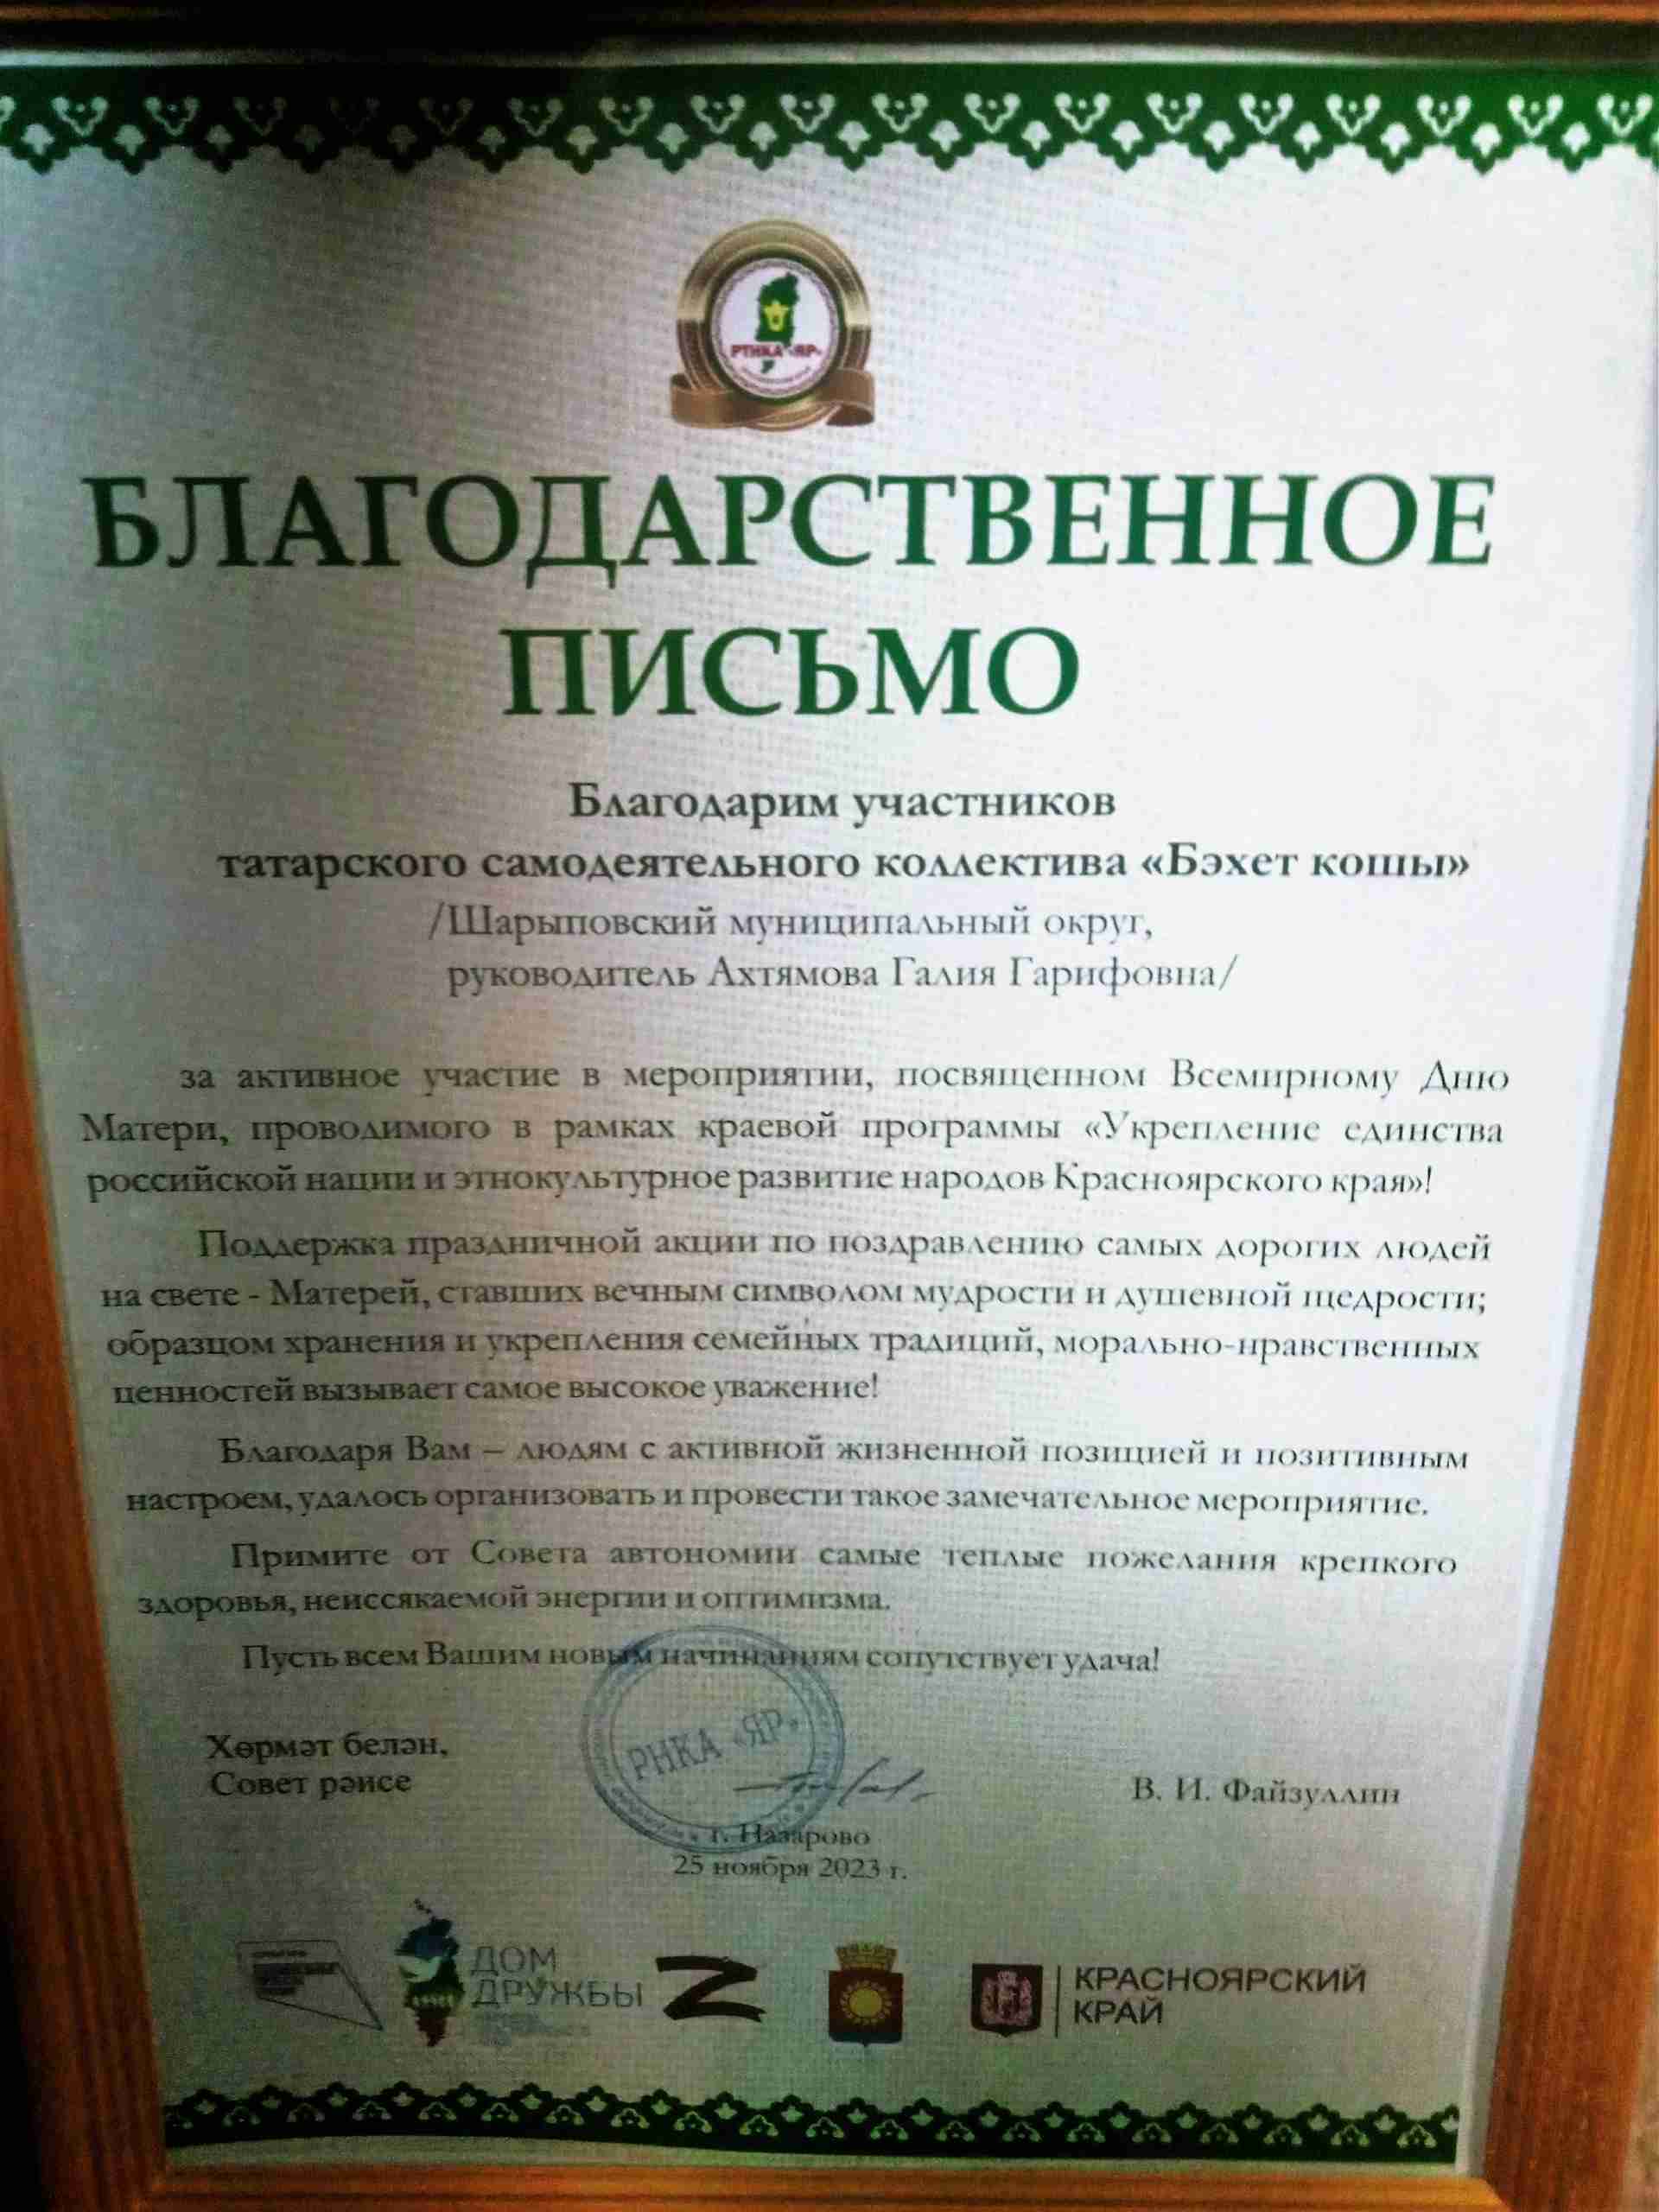 РТНКА «ЯР»
БЛАГОДАРСТВЕННОЕ
ПИСЬМО
Благодарим участников
татарского самодеятельного коллектива «Бэхет кошы»
/Шарыповский муниципальный округ,
руководитель Ахтямова Галия Гарифовна/
за активное участие в мероприятии, посвященном Всемирному Дню
Матери, проводимого в рамках краевой программы «Укрепление единства
российской нации и этнокультурное развитие народов Красноярского края»!
Поддержка праздничной акции по поздравлению самых дорогих людей
на свете - Матерей, ставших вечным символом мудрости и душевной щедрости;
образцом хранения и укрепления семейных традиций, морально-нравственных
ценностей вызывает самое высокое уважение!
Благодаря Вам – людям с активной жизненной позицией и позитивным
настроем, удалось организовать и провести такое замечательное мероприятие.
Примите от Совета автономии самые теплые пожелания крепкого
здоровья, неиссякаемой энергии и оптимизма.
Пусть всем Вашим новым начинаниям сопутствует удача!
РНКА «ЯР»
Хөрмәт белән,
Совет рәисе
В. И. Файзуллин
г. Назарово
25 ноября 2023 г.
ДОМ
ДРУЖБЫ
Z
КРАСНОЯРСКИЙ
КРАЙ